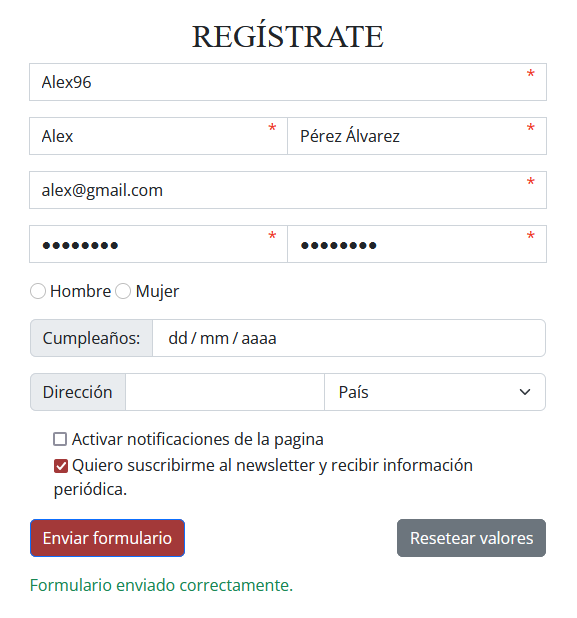 REGÍSTRATE
Alex96 *
Alex * Pérez Álvarez *
alex@gmail.com *
●●●●●●●● * ●●●●●●●● *
Hombre Mujer
Cumpleaños: dd / mm / aaaa
Dirección País
Activar notificaciones de la pagina
Quiero suscribirme al newsletter y recibir información
periódica.
Enviar formulario Resetear valores
Formulario enviado correctamente.